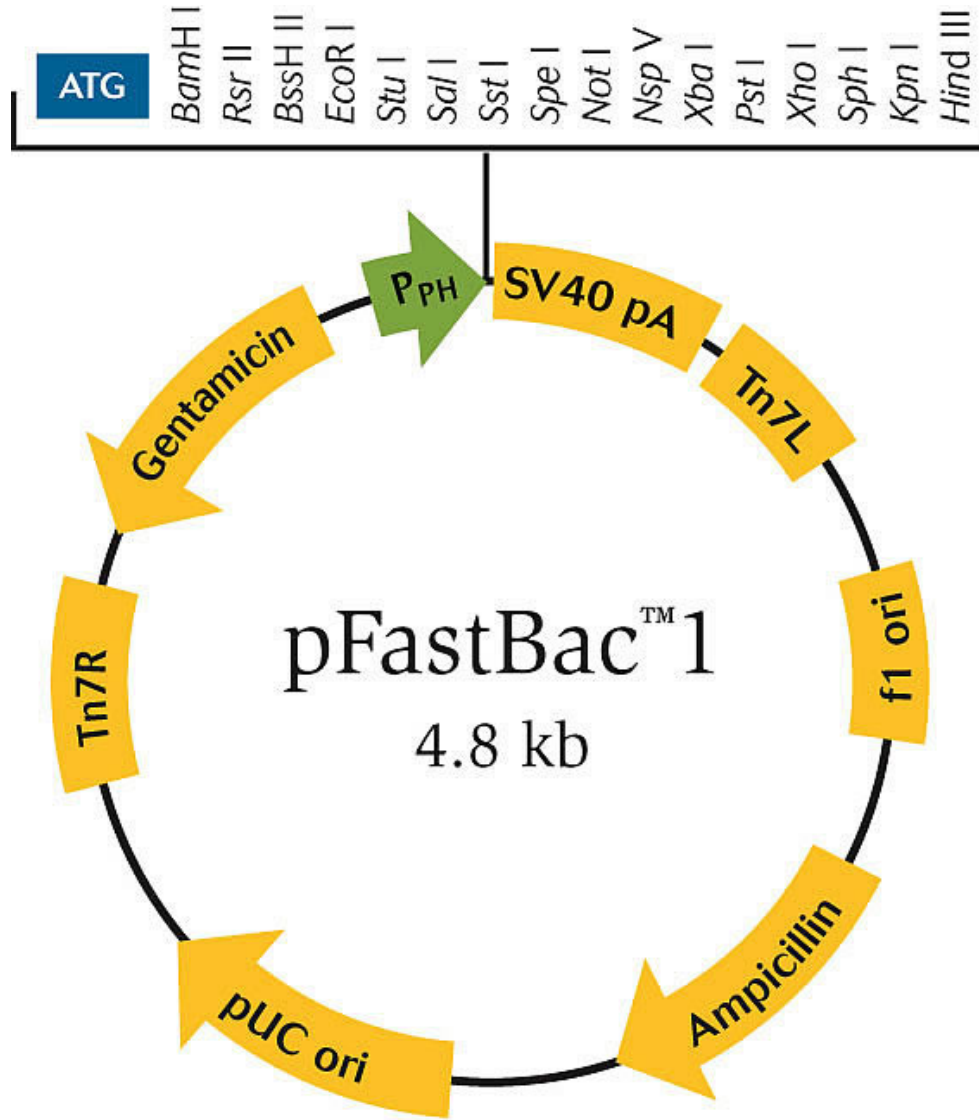 ATG
BamH I
Rsr II
BssH II
EcoR I
Stu I
Sal I
Sst I
Spe I
Not I
Nsp V
Xba I
Pst I
Xho I
Sph I
Kpn I
Hind III
PPH
SV40 pA
Tn7L
f1 ori
Ampicillin
pUC ori
Tn7R
Gentamicin
pFastBac™1
4.8 kb